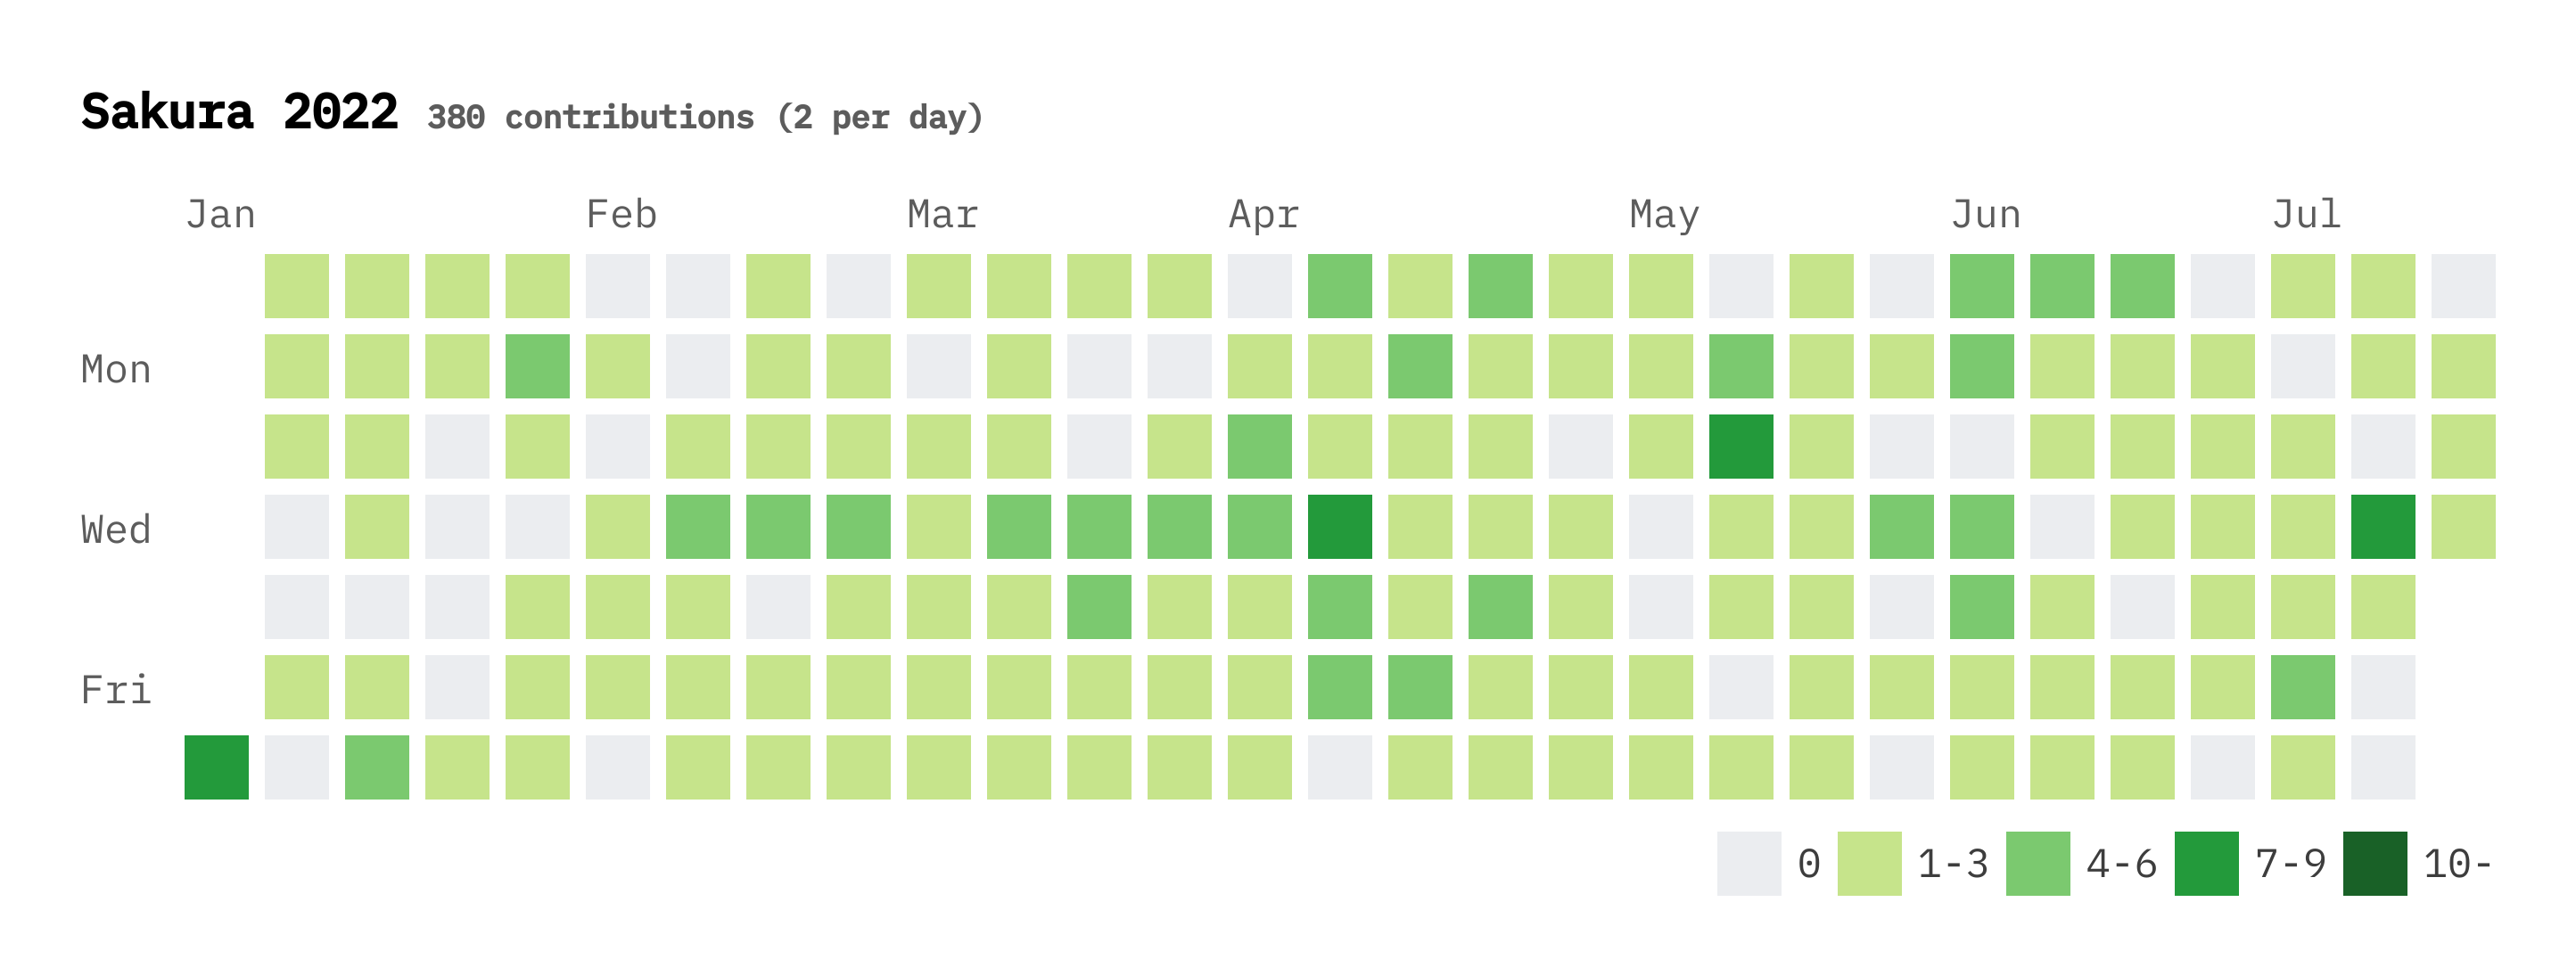 Sakura 2022 380 contributions (2 per day)
Jan Feb Mar Apr May Jun Jul
Mon
Wed
Fri
0 1-3 4-6 7-9 10-